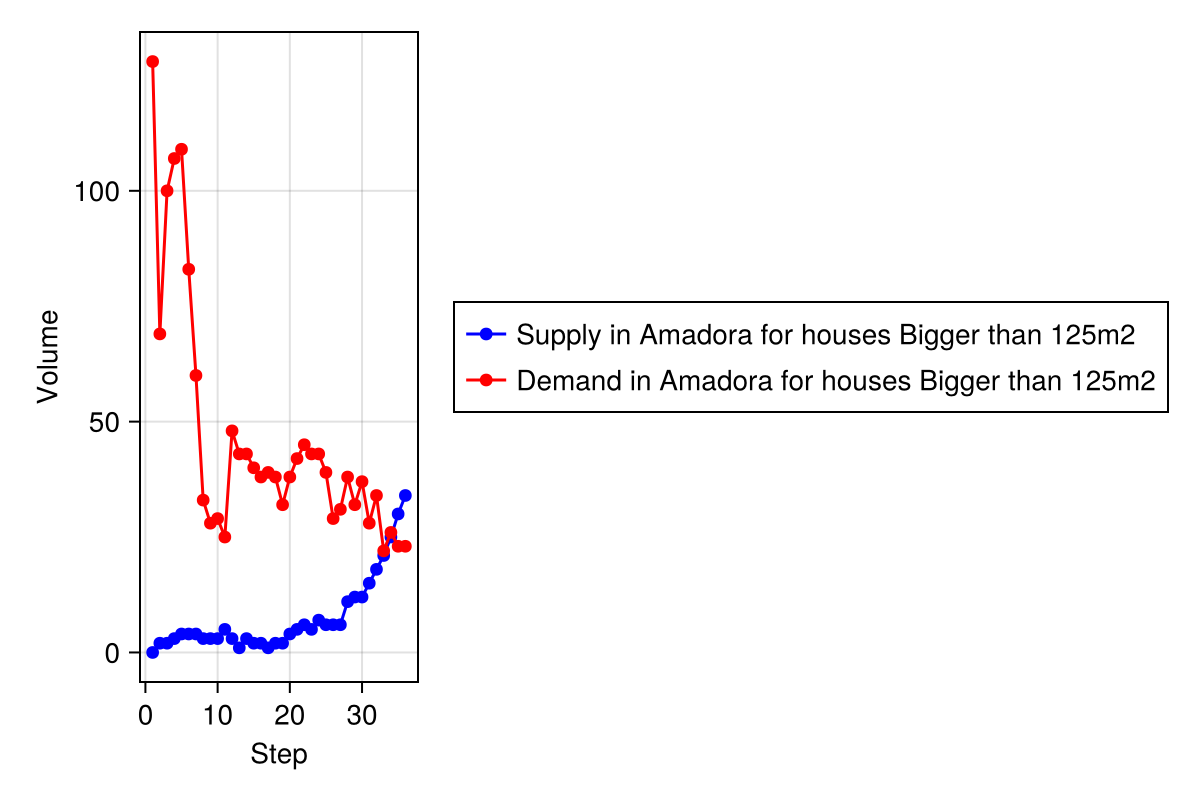 Volume
100
50
0
0 10 20 30
Step
Supply in Amadora for houses Bigger than 125m2
Demand in Amadora for houses Bigger than 125m2